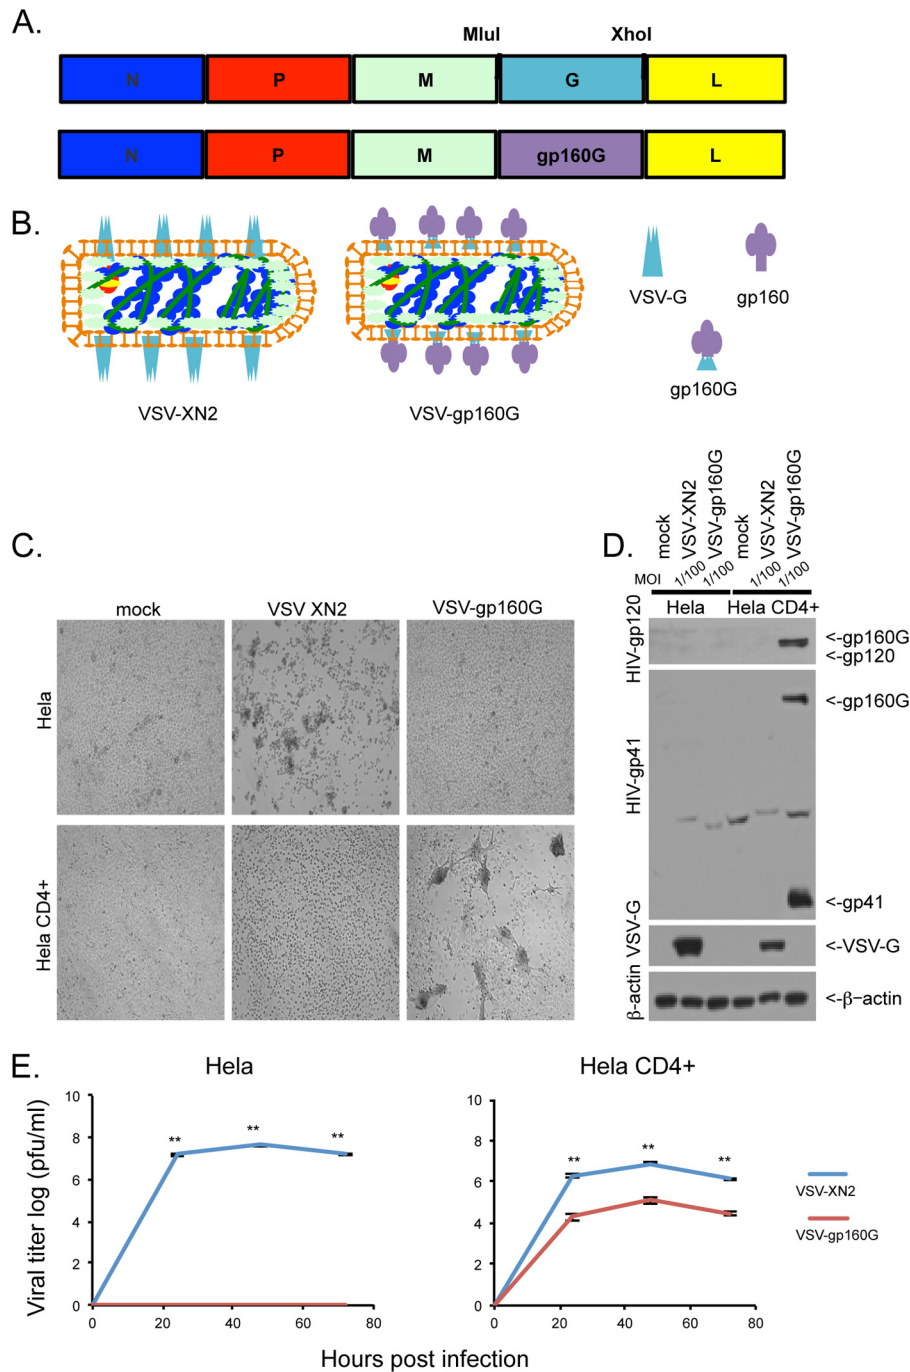 A.
MluI XhoI
N P M G L
N P M gp160G L
B.
VSV-XN2
VSV-gp160G
VSV-G
gp160
gp160G
C.
mock VSV XN2 VSV-gp160G
Hela
Hela CD4+
D.
mock
VSV-XN2
VSV-gp160G
mock
VSV-XN2
VSV-gp160G
MOI 1/100 1/100 1/100 1/100
Hela Hela CD4+
HIV-gp120
<-gp160G
<-gp120
HIV-gp41
<-gp160G
<-gp41
VSV-G
<-VSV-G
β-actin
<-β-actin
E.
Hela
Hela CD4+
Viral titer log (pfu/ml)
10
8
6
4
2
0
** ** **
0 20 40 60 80
10
8
6
4
2
0
** ** **
0 20 40 60 80
VSV-XN2
VSV-gp160G
Hours post infection